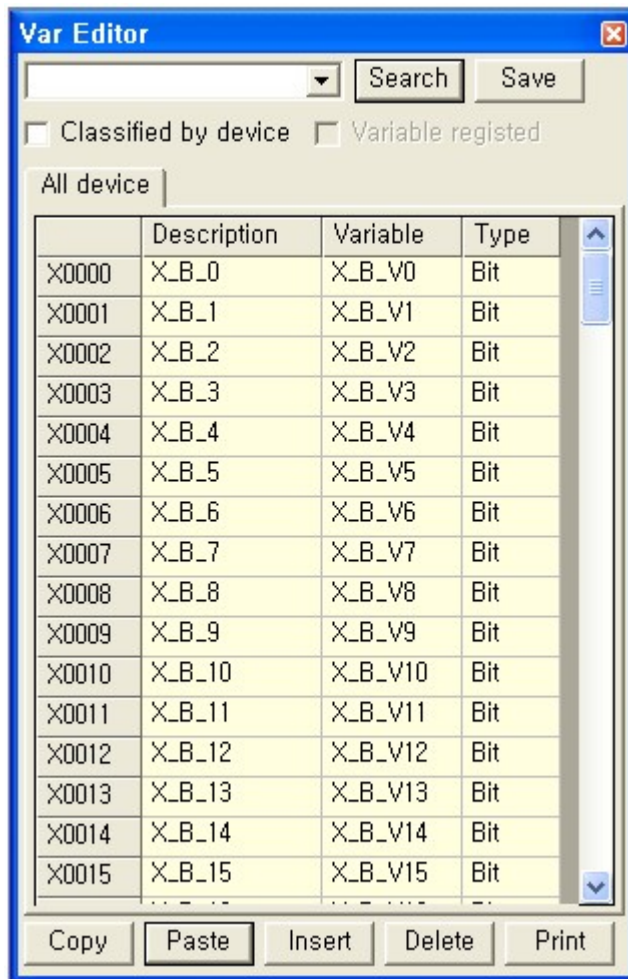 Var Editor
Search Save
Classified by device Variable registed
All device
Description Variable Type
X0000 X_B_0 X_B_V0 Bit
X0001 X_B_1 X_B_V1 Bit
X0002 X_B_2 X_B_V2 Bit
X0003 X_B_3 X_B_V3 Bit
X0004 X_B_4 X_B_V4 Bit
X0005 X_B_5 X_B_V5 Bit
X0006 X_B_6 X_B_V6 Bit
X0007 X_B_7 X_B_V7 Bit
X0008 X_B_8 X_B_V8 Bit
X0009 X_B_9 X_B_V9 Bit
X0010 X_B_10 X_B_V10 Bit
X0011 X_B_11 X_B_V11 Bit
X0012 X_B_12 X_B_V12 Bit
X0013 X_B_13 X_B_V13 Bit
X0014 X_B_14 X_B_V14 Bit
X0015 X_B_15 X_B_V15 Bit
Copy Paste Insert Delete Print